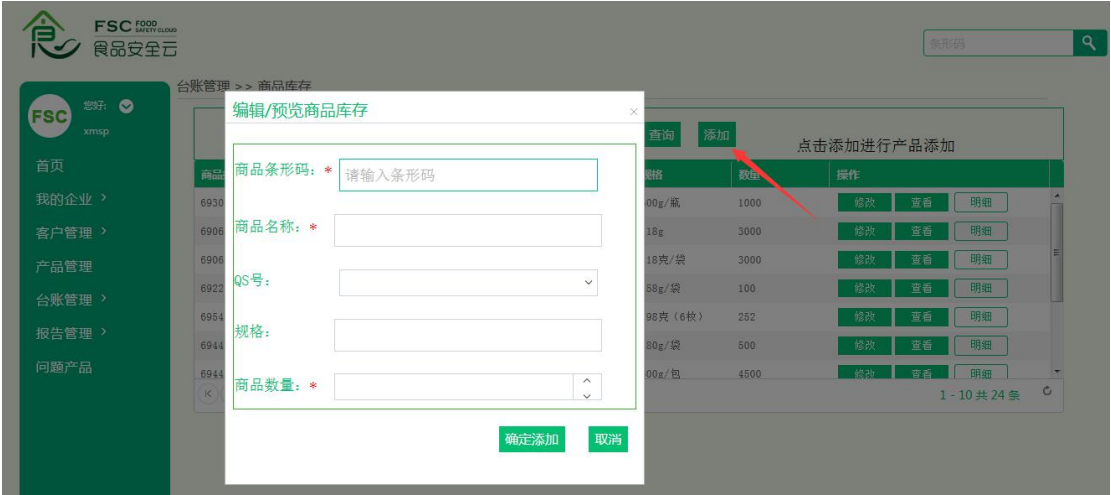 食 FSC FOOD SAFETY CLOUD
食品安全云
条形码
台账管理 >> 商品库存
FSC 您好:
xmsp
首页
我的企业
客户管理
产品管理
台账管理
报告管理
问题产品
编辑/预览商品库存 ×
查询 添加 点击添加进行产品添加
数量 操作
商品条形码: * 请输入条形码
商品名称: *
QS号:
规格:
商品数量: *
确定添加 取消
6930 00g/瓶 1000 修改 查看 明细
6906 18g 3000 修改 查看 明细
6906 18克/袋 3000 修改 查看 明细
6922 58g/袋 100 修改 查看 明细
6954 98克(6枚) 252 修改 查看 明细
6944 80g/袋 500 修改 查看 明细
6944 00g/包 4500 修改 查看 明细
1 - 10 共 24 条